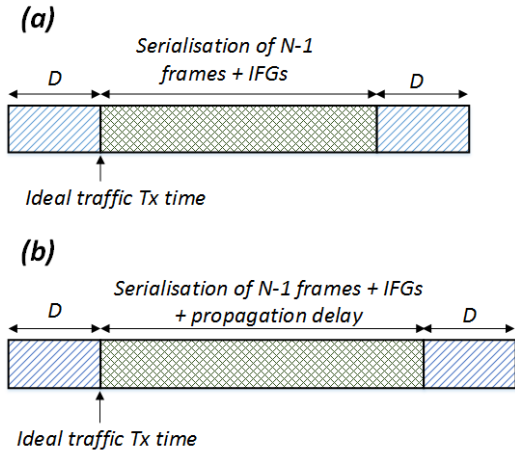 (a)
Serialisation of N-1
frames + IFGs
D
D
Ideal traffic Tx time
(b)
Serialisation of N-1 frames + IFGs
+ propagation delay
D
D
Ideal traffic Tx time